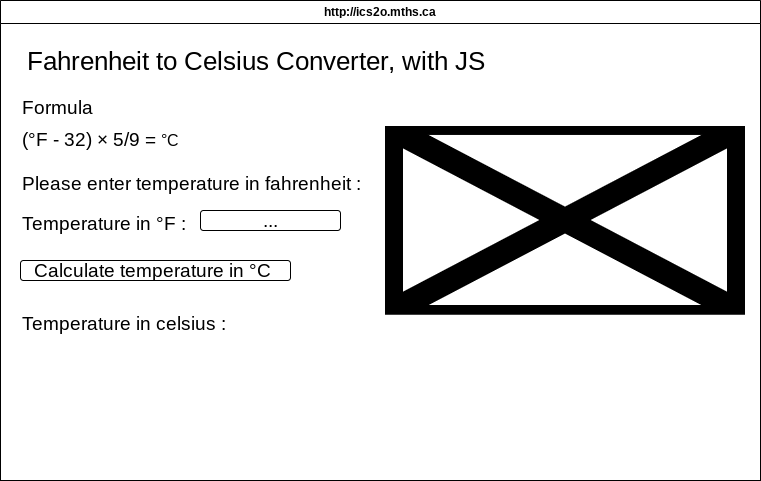 http://ics2o.mths.ca
Fahrenheit to Celsius Converter, with JS
Formula
(°F - 32) × 5/9 = °C
Please enter temperature in fahrenheit :
Temperature in °F : ...
Calculate temperature in °C
Temperature in celsius :